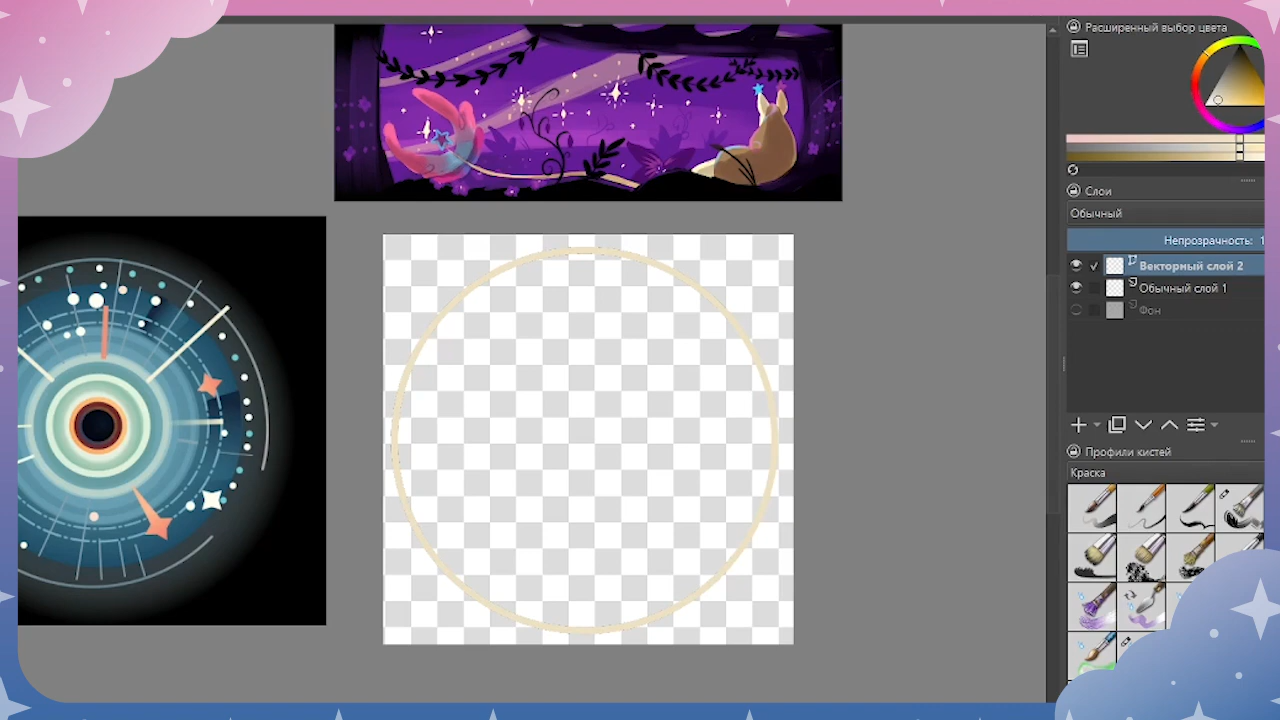 Расширенный выбор цвета
Слои
Обычный
Непрозрачность: 1
Векторный слой 2
Обычный слой 1
Фон
Профили кистей
Краска